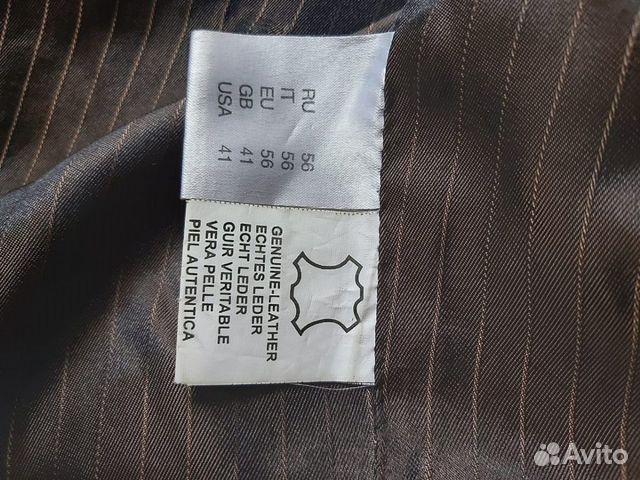 RU 56
IT 56
EU 56
GB 41
USA 41
GENUINE-LEATHER
ECHTES LEDER
ECHT LEDER
GUIR VERITABLE
VERA PELLE
PIEL AUTENTICA
Avito